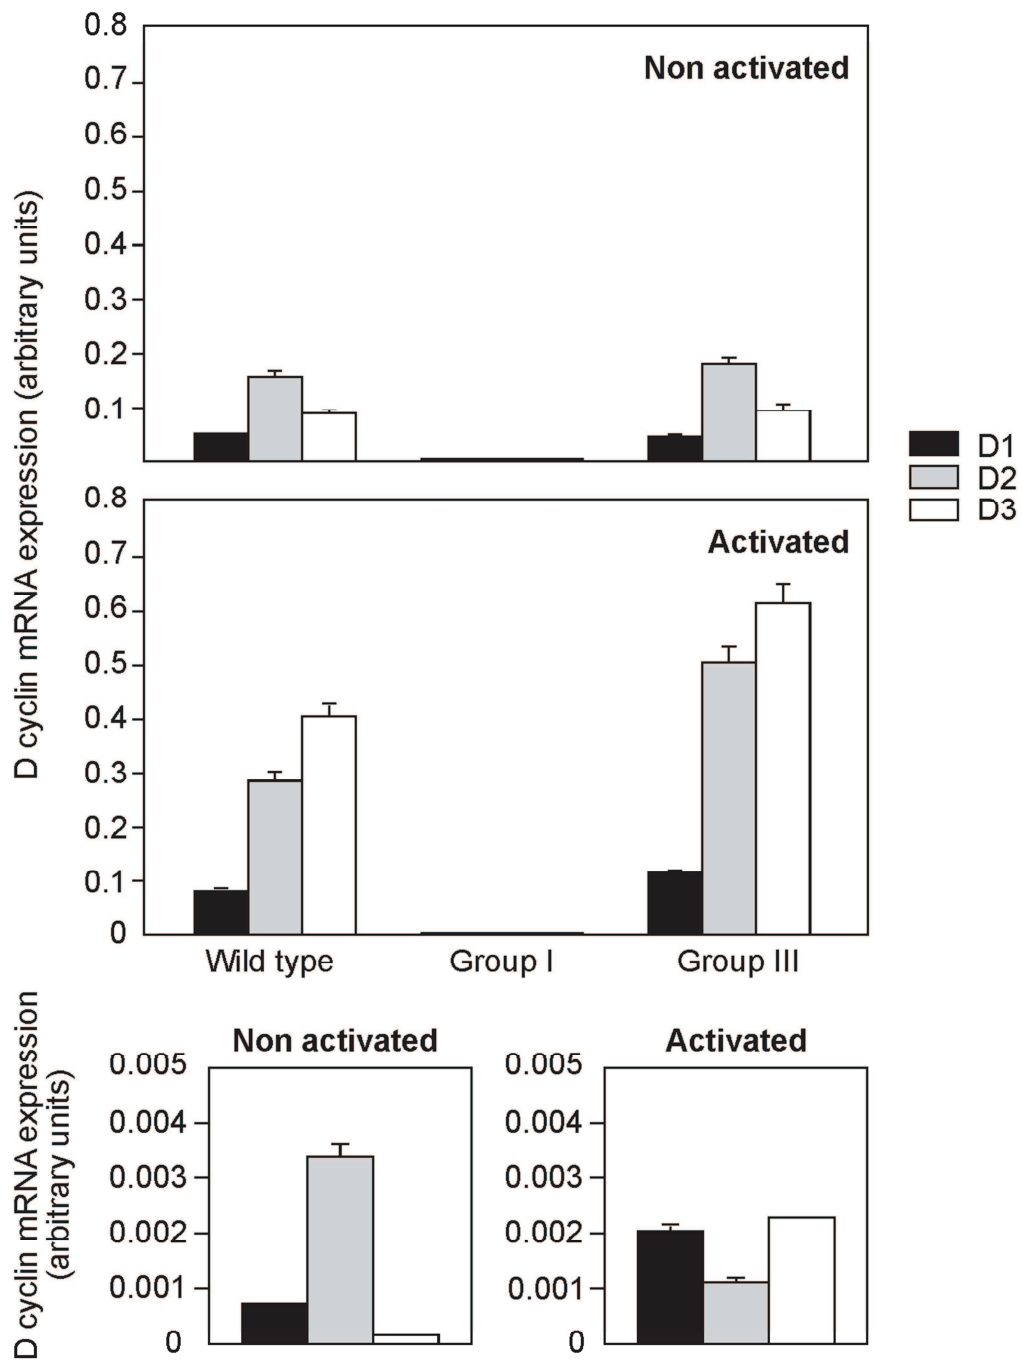 D cyclin mRNA expression (arbitrary units)
0.8
0.7
0.6
0.5
0.4
0.3
0.2
0.1
Non activated
0.8
0.7
0.6
0.5
0.4
0.3
0.2
0.1
0
Activated
Wild type
Group I
Group III
D1
D2
D3
D cyclin mRNA expression
(arbitrary units)
Non activated
0.005
0.004
0.003
0.002
0.001
0
Activated
0.005
0.004
0.003
0.002
0.001
0